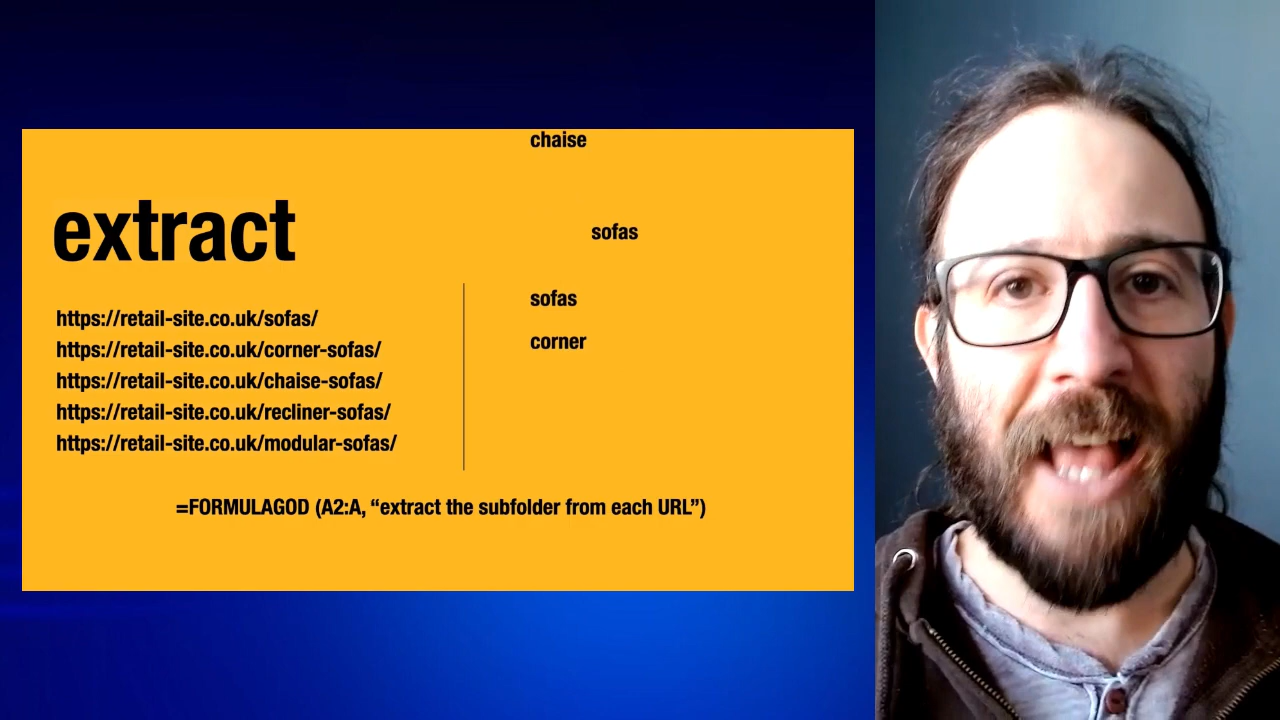 extract
https://retail-site.co.uk/sofas/
https://retail-site.co.uk/corner-sofas/
https://retail-site.co.uk/chaise-sofas/
https://retail-site.co.uk/recliner-sofas/
https://retail-site.co.uk/modular-sofas/
chaise
sofas
sofas
corner
=FORMULAGOD (A2:A, “extract the subfolder from each URL”)